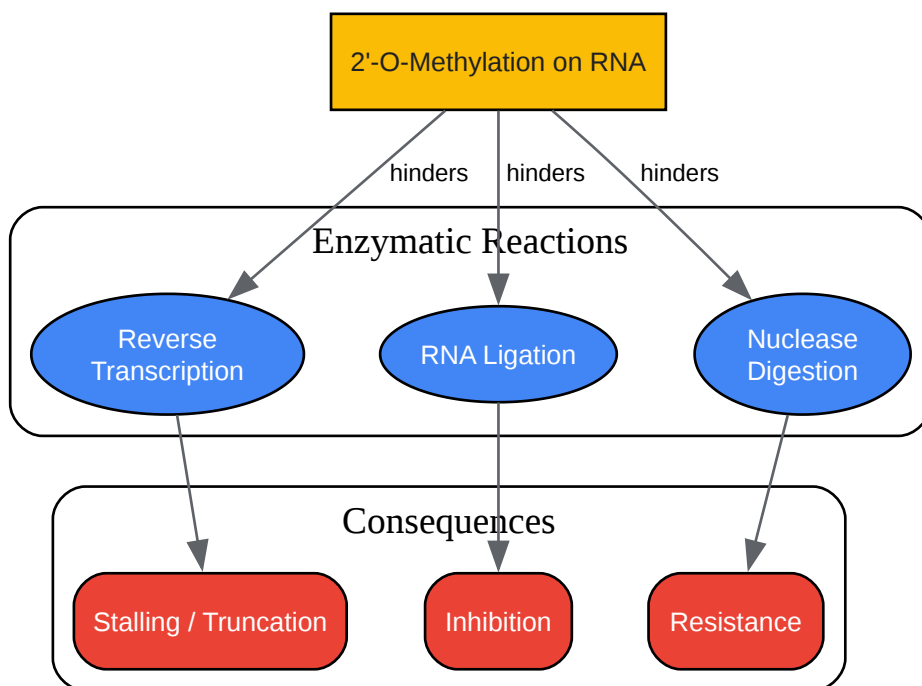 2'-O-Methylation on RNA
hinders
hinders
hinders
Enzymatic Reactions
Reverse
Transcription
RNA Ligation
Nuclease
Digestion
Consequences
Stalling / Truncation
Inhibition
Resistance